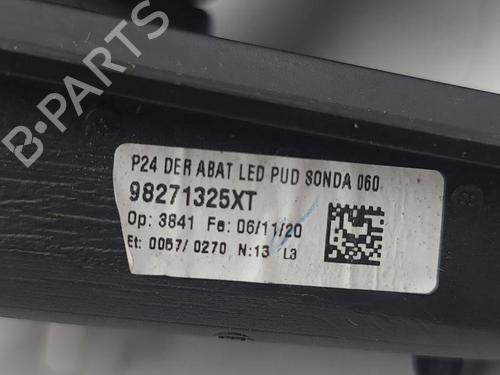 P24 DER ABAT LED PUD SONDA 060
98271325XT
Op: 3841 Fe: 06/11/20
Et: 0057/ 0270 N:13 L3
B-PARTS